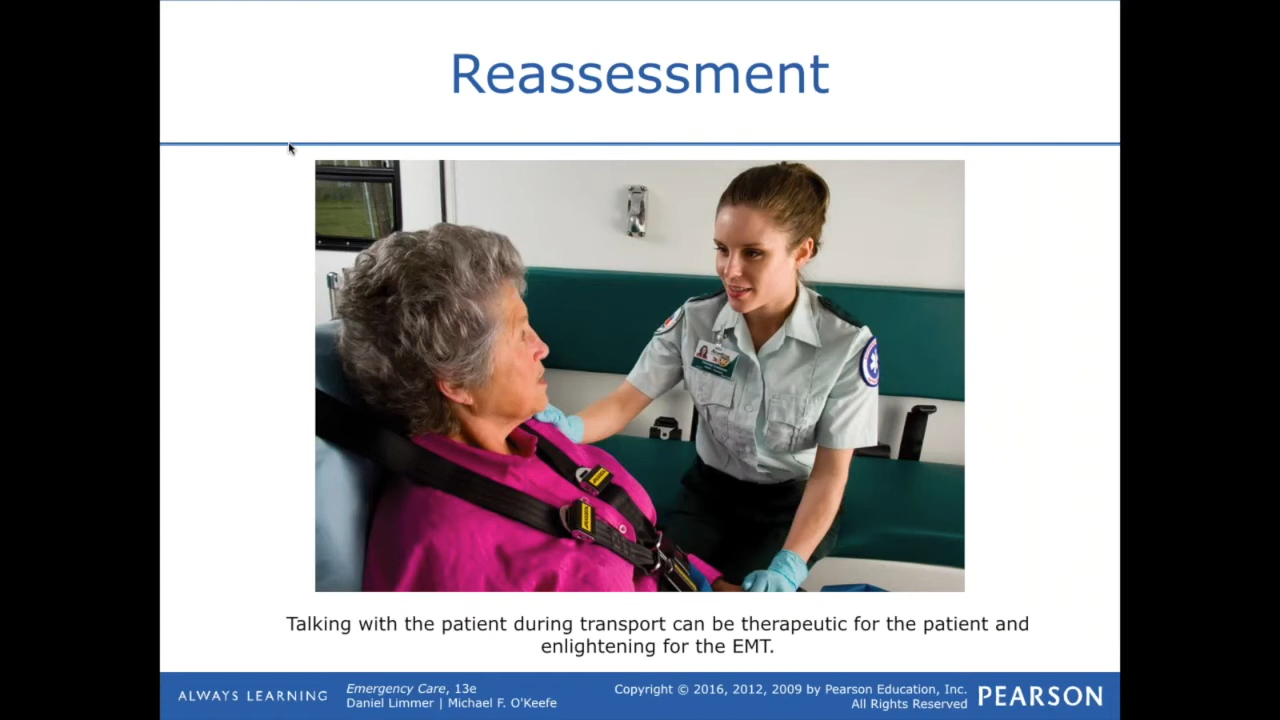 Reassessment
Talking with the patient during transport can be therapeutic for the patient and
enlightening for the EMT.
ALWAYS LEARNING
Emergency Care, 13e
Daniel Limmer | Michael F. O'Keefe
Copyright © 2016, 2012, 2009 by Pearson Education, Inc.
All Rights Reserved
PEARSON